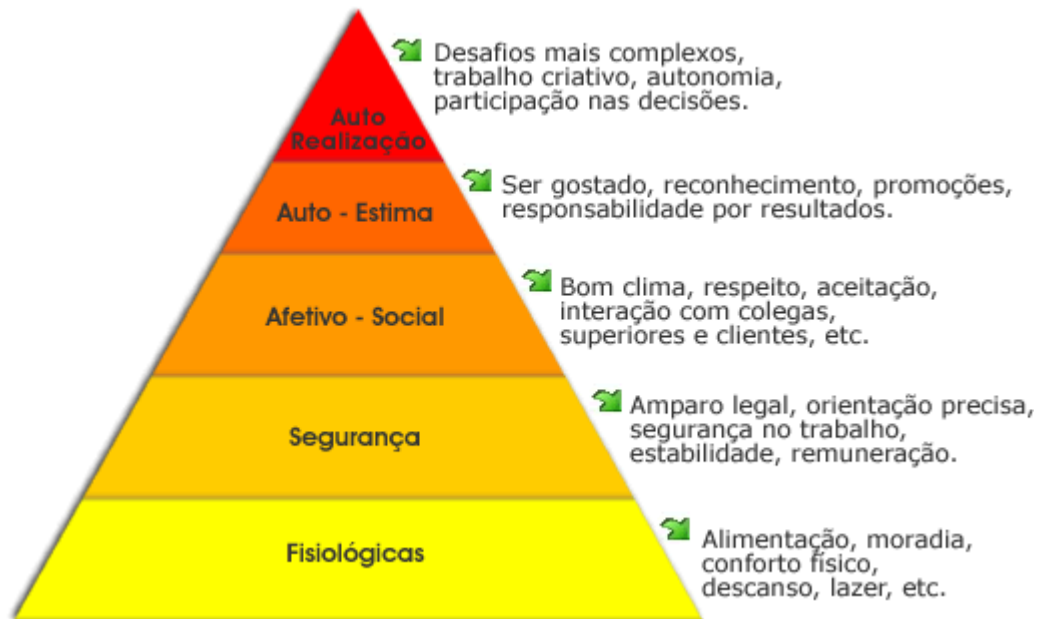 Desafios mais complexos,
trabalho criativo, autonomia,
participação nas decisões.
Auto
Realização
Ser gostado, reconhecimento, promoções,
responsabilidade por resultados.
Auto - Estima
Bom clima, respeito, aceitação,
interação com colegas,
superiores e clientes, etc.
Afetivo - Social
Amparo legal, orientação precisa,
segurança no trabalho,
estabilidade, remuneração.
Segurança
Alimentação, moradia,
conforto físico,
descanso, lazer, etc.
Fisiológicas